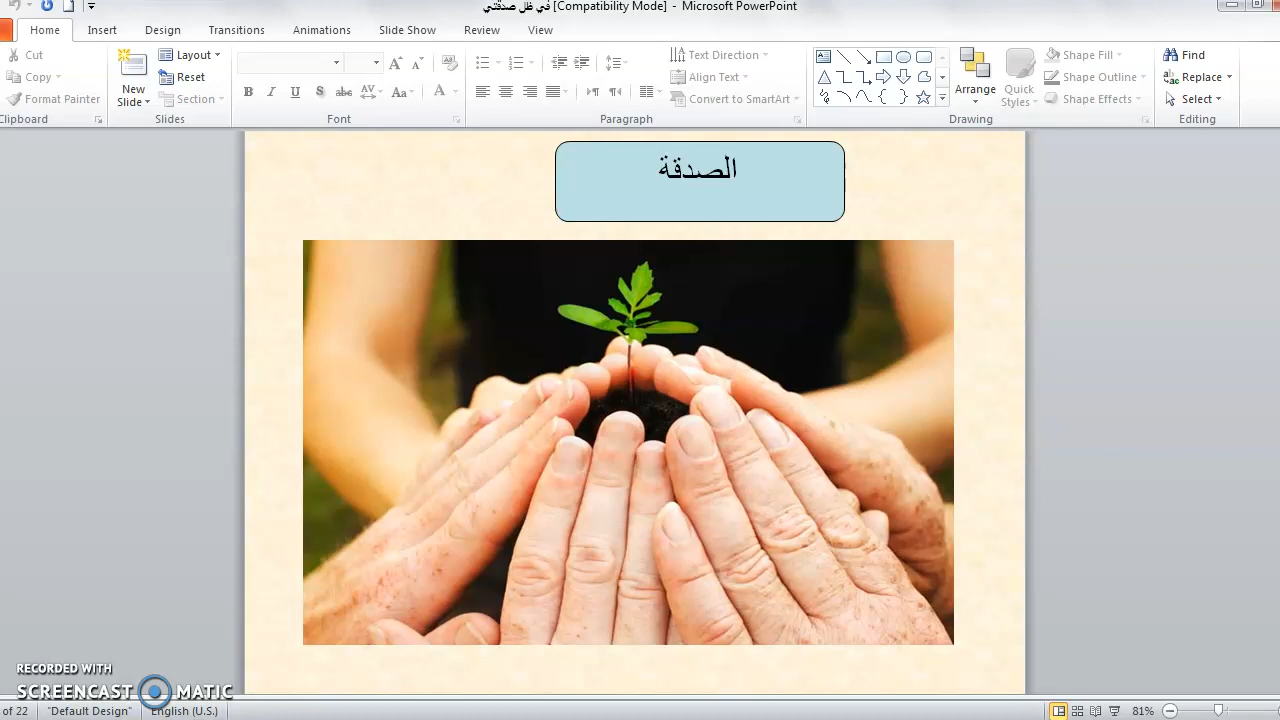 في ظل صدقتي [Compatibility Mode] - Microsoft PowerPoint
Home Insert Design Transitions Animations Slide Show Review View
Cut
Copy
Format Painter
Clipboard
New Slide
Layout
Reset
Section
Slides
B I U S abc AV Aa A
Font
Text Direction
Align Text
Convert to SmartArt
Paragraph
Arrange
Quick Styles
Shape Fill
Shape Outline
Shape Effects
Drawing
Find
Replace
Select
Editing
الصدقة
RECORDED WITH
SCREENCAST MATIC
of 22 "Default Design" English (U.S.) 81%